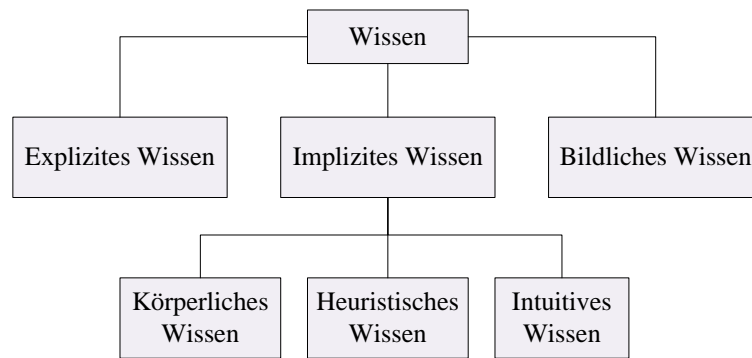 Wissen
Explizites Wissen
Implizites Wissen
Bildliches Wissen
Körperliches
Wissen
Heuristisches
Wissen
Intuitives
Wissen